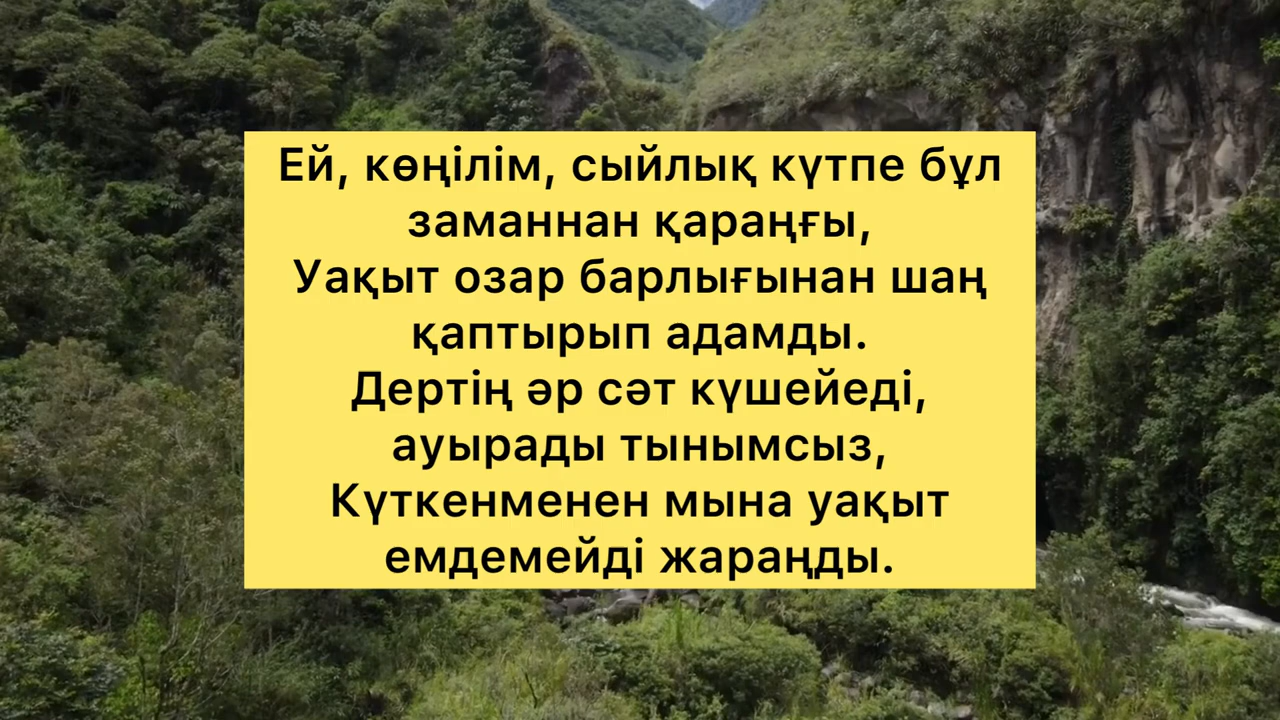 Ей, көңілім, сыйлық күтпе бұл
заманнан қараңғы,
Уақыт озар барлығынан шаң
қаптырып адамды.
Дертің әр сәт күшейеді,
ауырады тынымсыз,
Күткенменен мына уақыт
емдемейді жараңды.